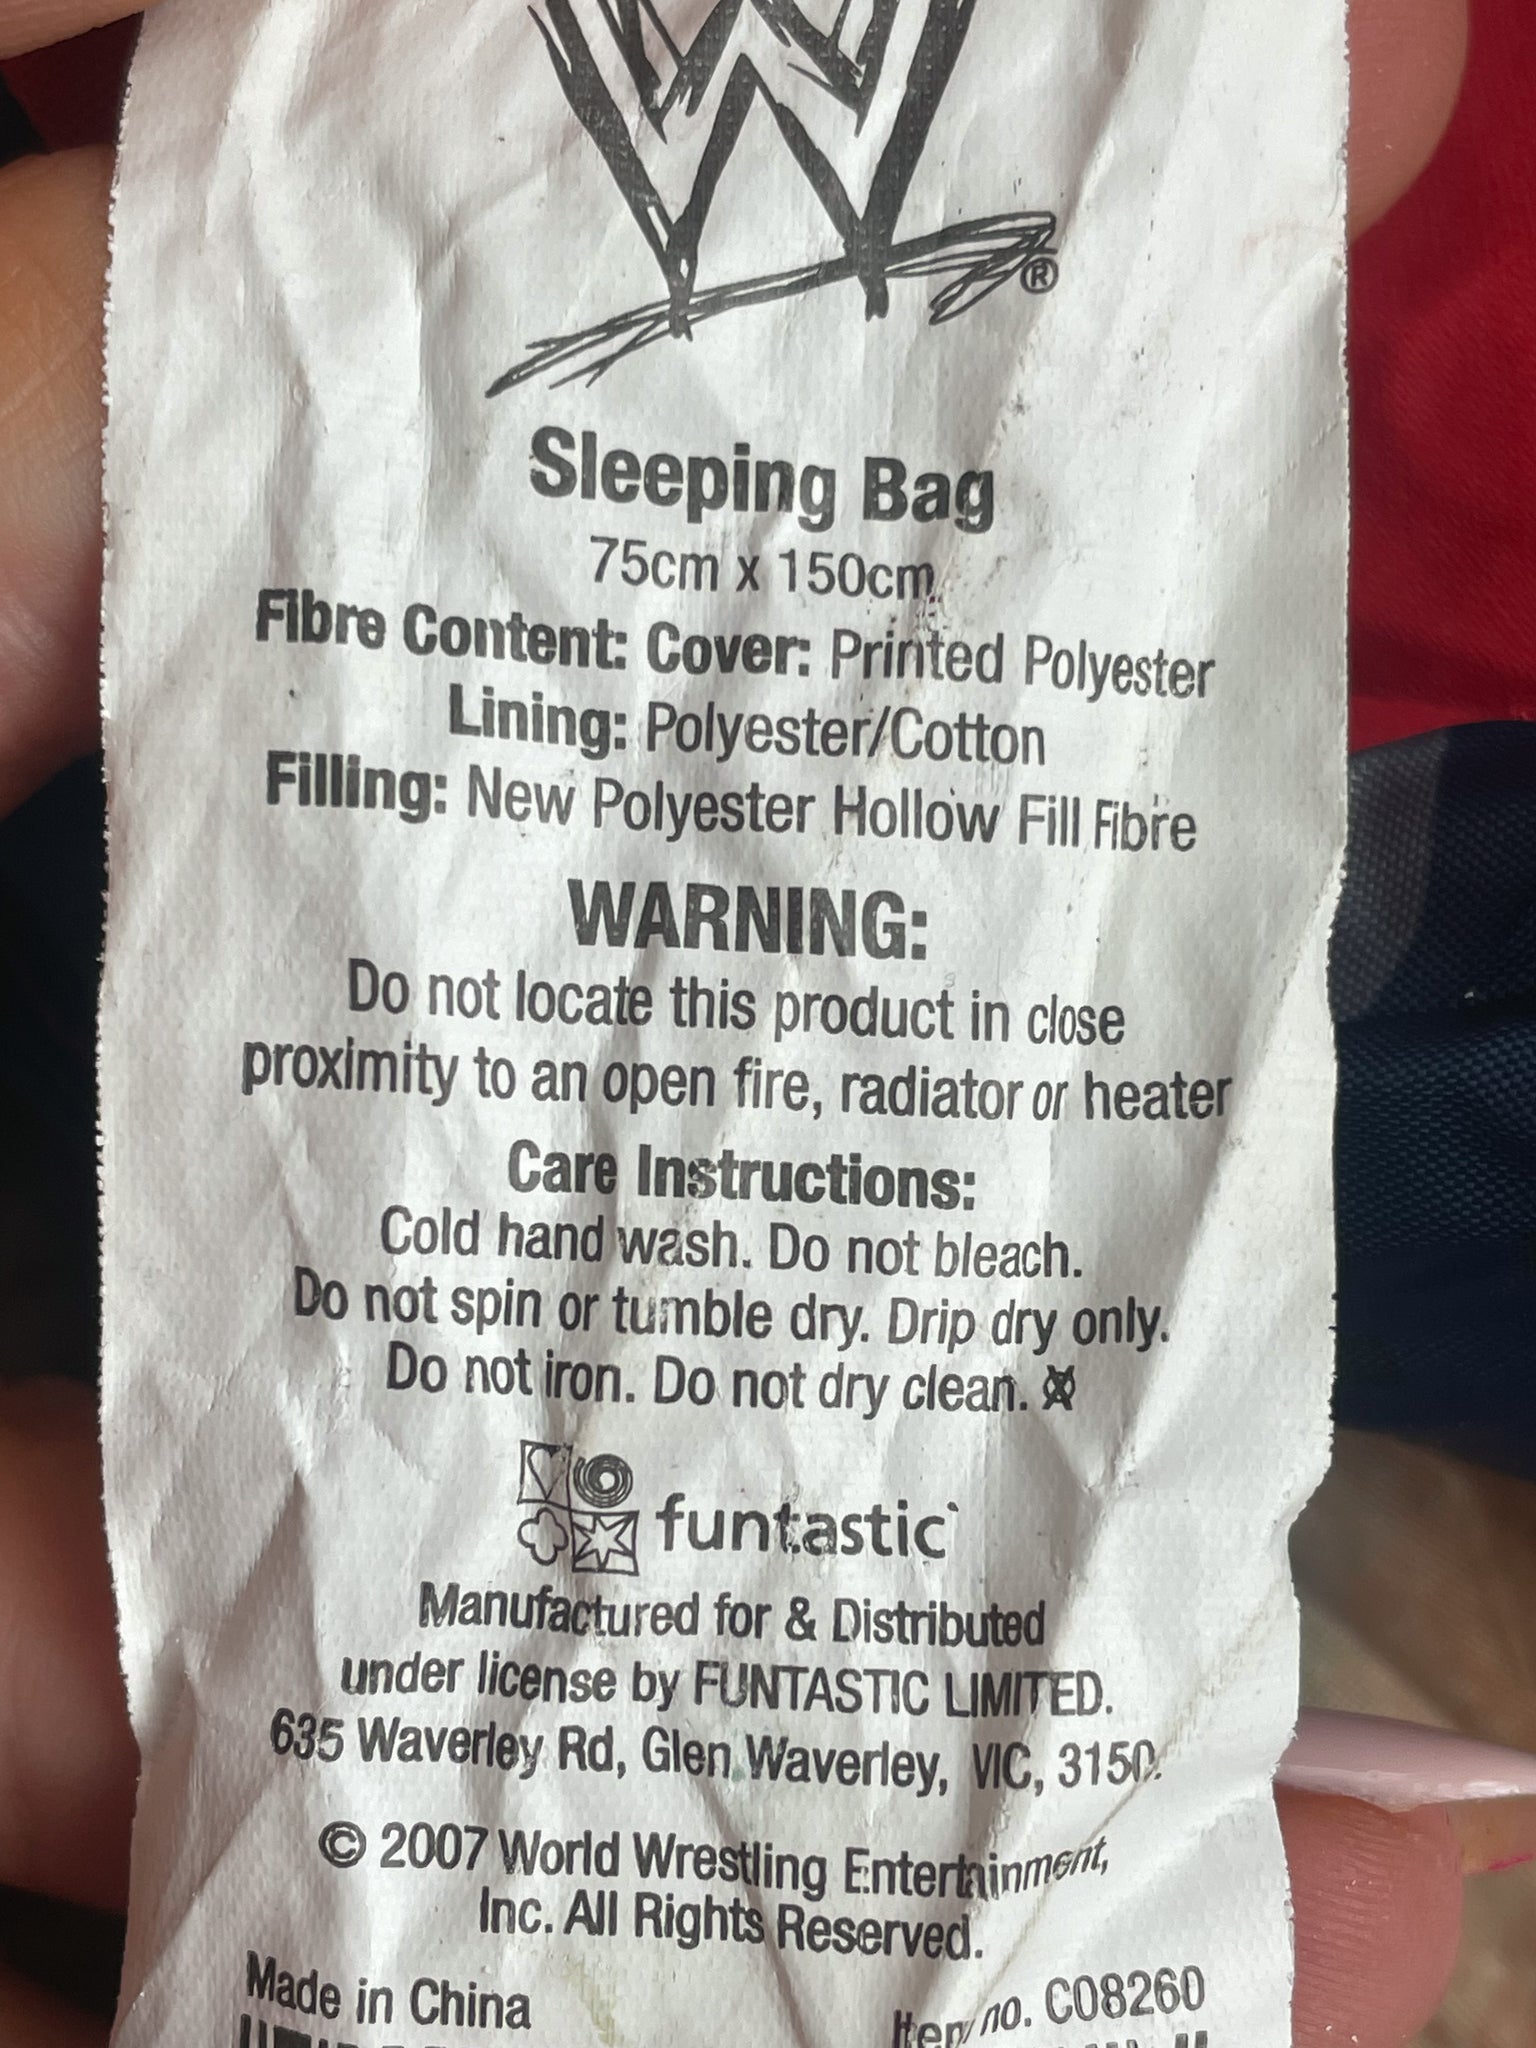 W
®
Sleeping Bag
75cm x 150cm.
Fibre Content: Cover: Printed Polyester
Lining: Polyester/Cotton
Filling: New Polyester Hollow Fill Fibre
WARNING:
Do not locate this product in close
proximity to an open fire, radiator or heater
Care Instructions:
Cold hand wash. Do not bleach.
Do not spin or tumble dry. Drip dry only.
Do not iron. Do not dry clean.
funtastic
Manufactured for & Distributed
under license by FUNTASTIC LIMITED.
635 Waverley Rd, Glen Waverley, VIC, 3150.
© 2007 World Wrestling Entertainment,
Inc. All Rights Reserved.
Made in China
Item no. C08260